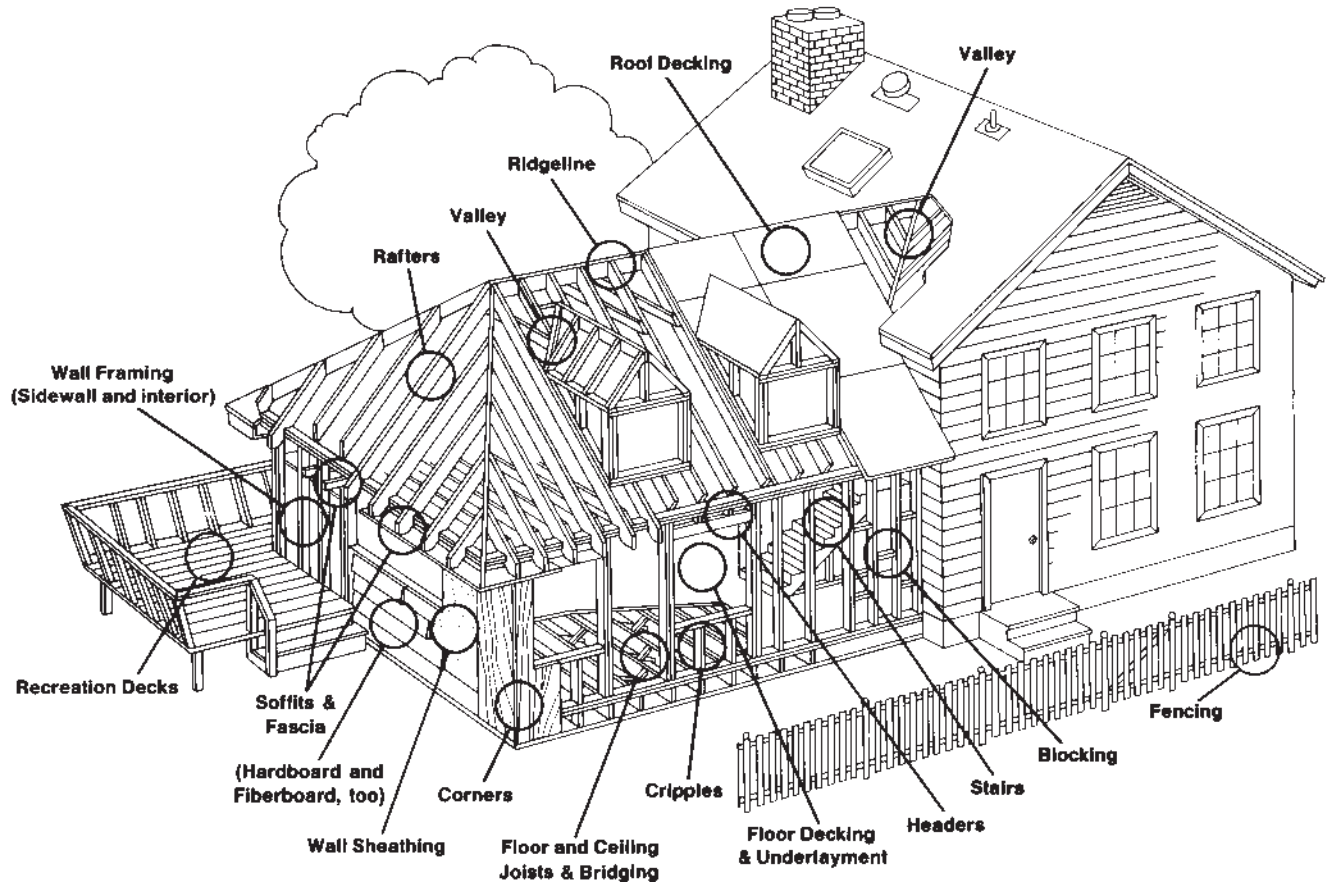 Roof Decking
Valley
Ridgeline
Valley
Rafters
Wall Framing
(Sidewall and interior)
Recreation Decks
Soffits &
Fascia
Fencing
Blocking
(Hardboard and
Fiberboard, too)
Corners
Cripples
Stairs
Headers
Wall Sheathing
Floor and Ceiling
Joists & Bridging
Floor Decking
& Underlayment